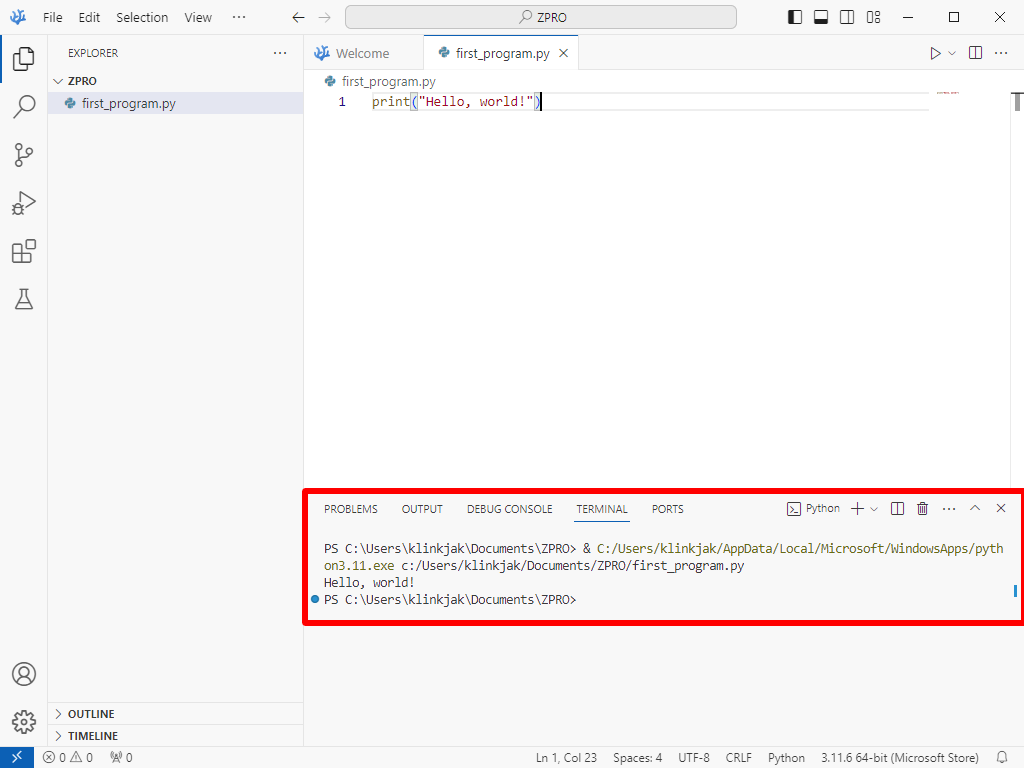 File Edit Selection View ··· ZPRO
EXPLORER
ZPRO
first_program.py
Welcome first_program.py
first_program.py
1 print("Hello, world!")
PROBLEMS OUTPUT DEBUG CONSOLE TERMINAL PORTS Python
PS C:\Users\klinkjak\Documents\ZPRO> & C:/Users/klinkjak/AppData/Local/Microsoft/WindowsApps/pyth
on3.11.exe c:/Users/klinkjak/Documents/ZPRO/first_program.py
Hello, world!
PS C:\Users\klinkjak\Documents\ZPRO>
OUTLINE
TIMELINE
0 0 0 Ln 1, Col 23 Spaces: 4 UTF-8 CRLF Python 3.11.6 64-bit (Microsoft Store)